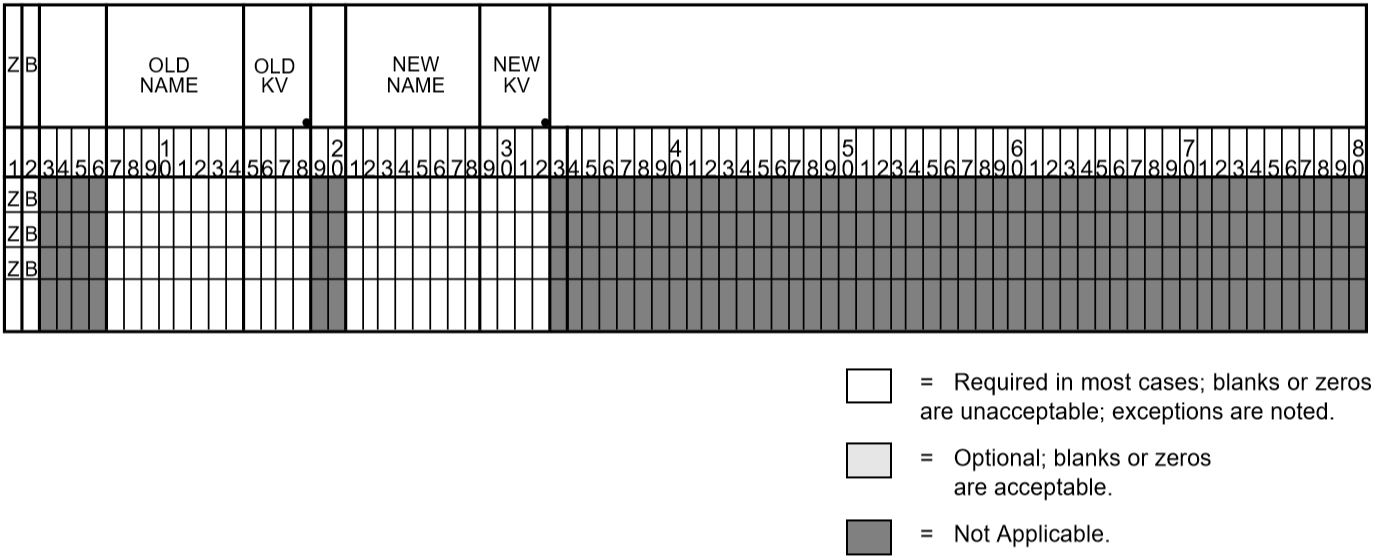 Z B OLD NAME OLD KV NEW NAME NEW KV
1 2 3 4 5 6 7 8
1 2 3 4 5 6 7 8 9 0 1 2 3 4 5 6 7 8 9 0 1 2 3 4 5 6 7 8 9 0 1 2 3 4 5 6 7 8 9 0 1 2 3 4 5 6 7 8 9 0 1 2 3 4 5 6 7 8 9 0 1 2 3 4 5 6 7 8 9 0 1 2 3 4 5 6 7 8 9 0
Z B
Z B
Z B
= Required in most cases; blanks or zeros
are unacceptable; exceptions are noted.
= Optional; blanks or zeros
are acceptable.
= Not Applicable.